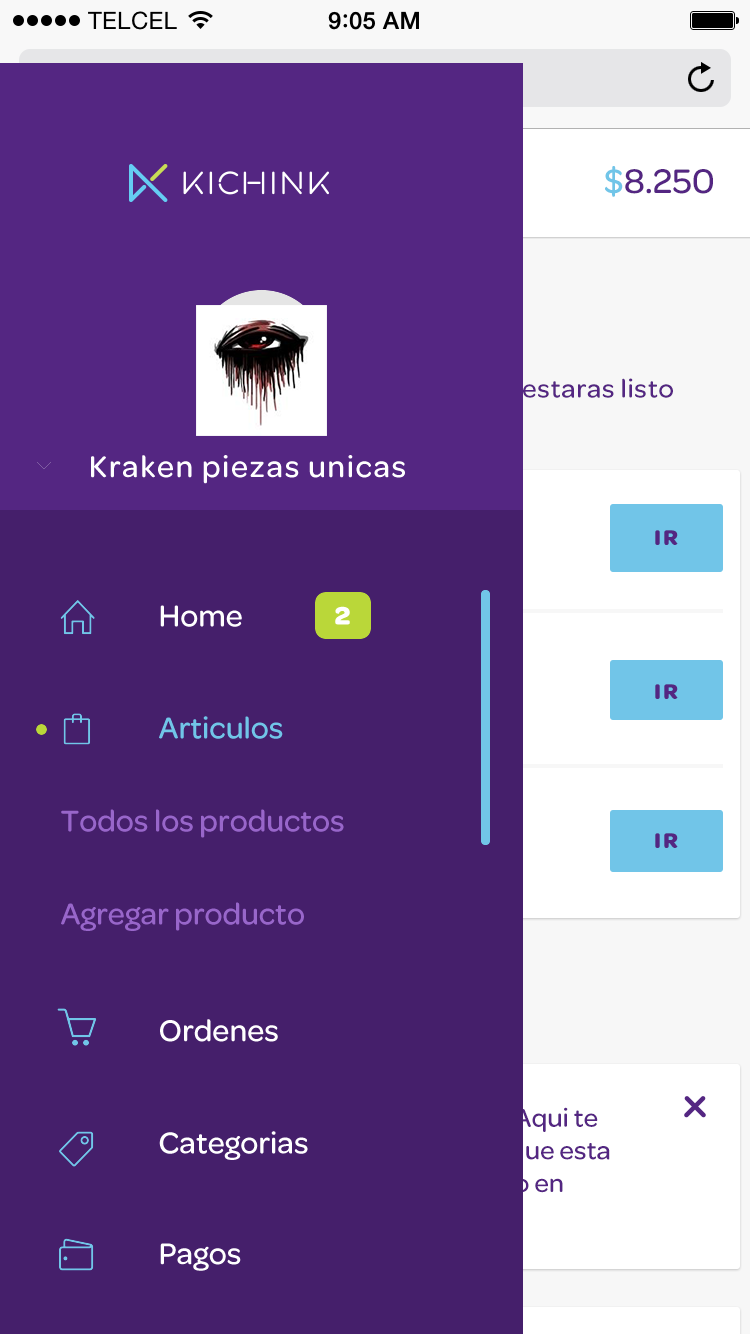 TELCEL 9:05 AM
KICHINK
$8.250
Kraken piezas unicas
estaras listo
IR
IR
IR
Home 2
Articulos
Todos los productos
Agregar producto
Ordenes
Categorias
Pagos
Aqui te
ue esta
o en